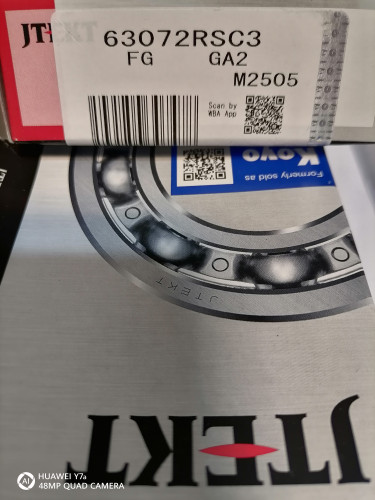 JTEKT
63072RSC3
FG GA2
M2505
Scan by
WBA App
Koyo
Formerly sold as
JTEKT
JTEKT
HUAWEI Y7a
48MP QUAD CAMERA